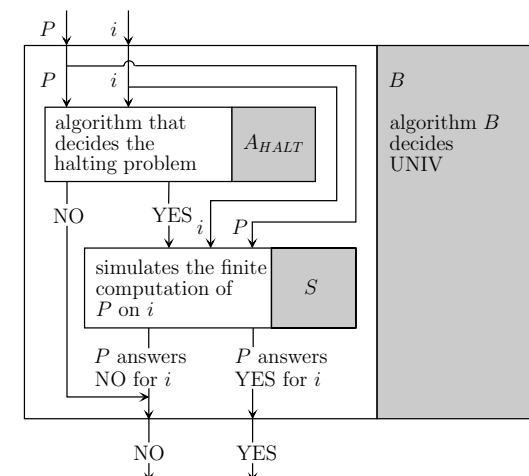 P i
P i
algorithm that
decides the
halting problem
A_HALT
B
algorithm B
decides
UNIV
NO YES i P
simulates the finite
computation of
P on i
S
P answers
NO for i
P answers
YES for i
NO YES